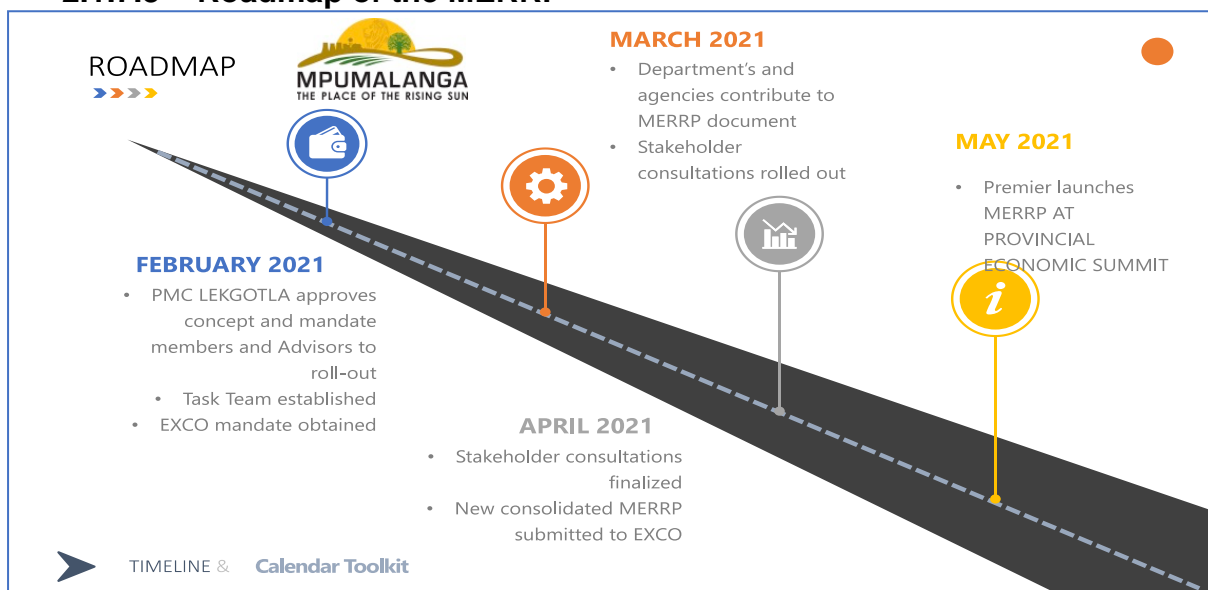 ROADMAP
MPUMALANGA
THE PLACE OF THE RISING SUN
FEBRUARY 2021
• PMC LEKGOTLA approves
concept and mandate
members and Advisors to
roll-out
• Task Team established
• EXCO mandate obtained
MARCH 2021
• Department's and
agencies contribute to
MERRP document
• Stakeholder
consultations rolled out
APRIL 2021
• Stakeholder consultations
finalized
• New consolidated MERRP
submitted to EXCO
MAY 2021
• Premier launches
MERRP AT
PROVINCIAL
ECONOMIC SUMMIT
i
TIMELINE & Calendar Toolkit